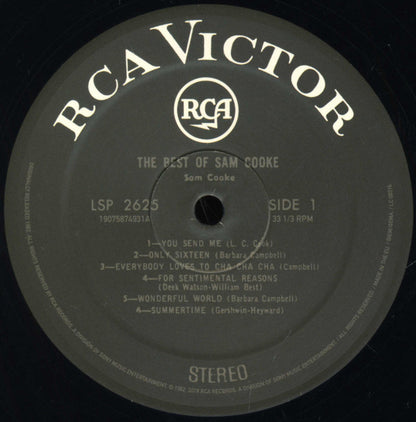 RCA VICTOR
RCA
THE BEST OF SAM COOKE
Sam Cooke
LSP 2625 SIDE 1
19075874931A 33 1/3 RPM
1—YOU SEND ME (L. C. Cook)
2—ONLY SIXTEEN (Barbara Campbell)
3—EVERYBODY LOVES TO CHA CHA CHA (Campbell)
4—FOR SENTIMENTAL REASONS
(Deek Watson-William Best)
5—WONDERFUL WORLD (Barbara Campbell)
6—SUMMERTIME (Gershwin-Heyward)
STEREO